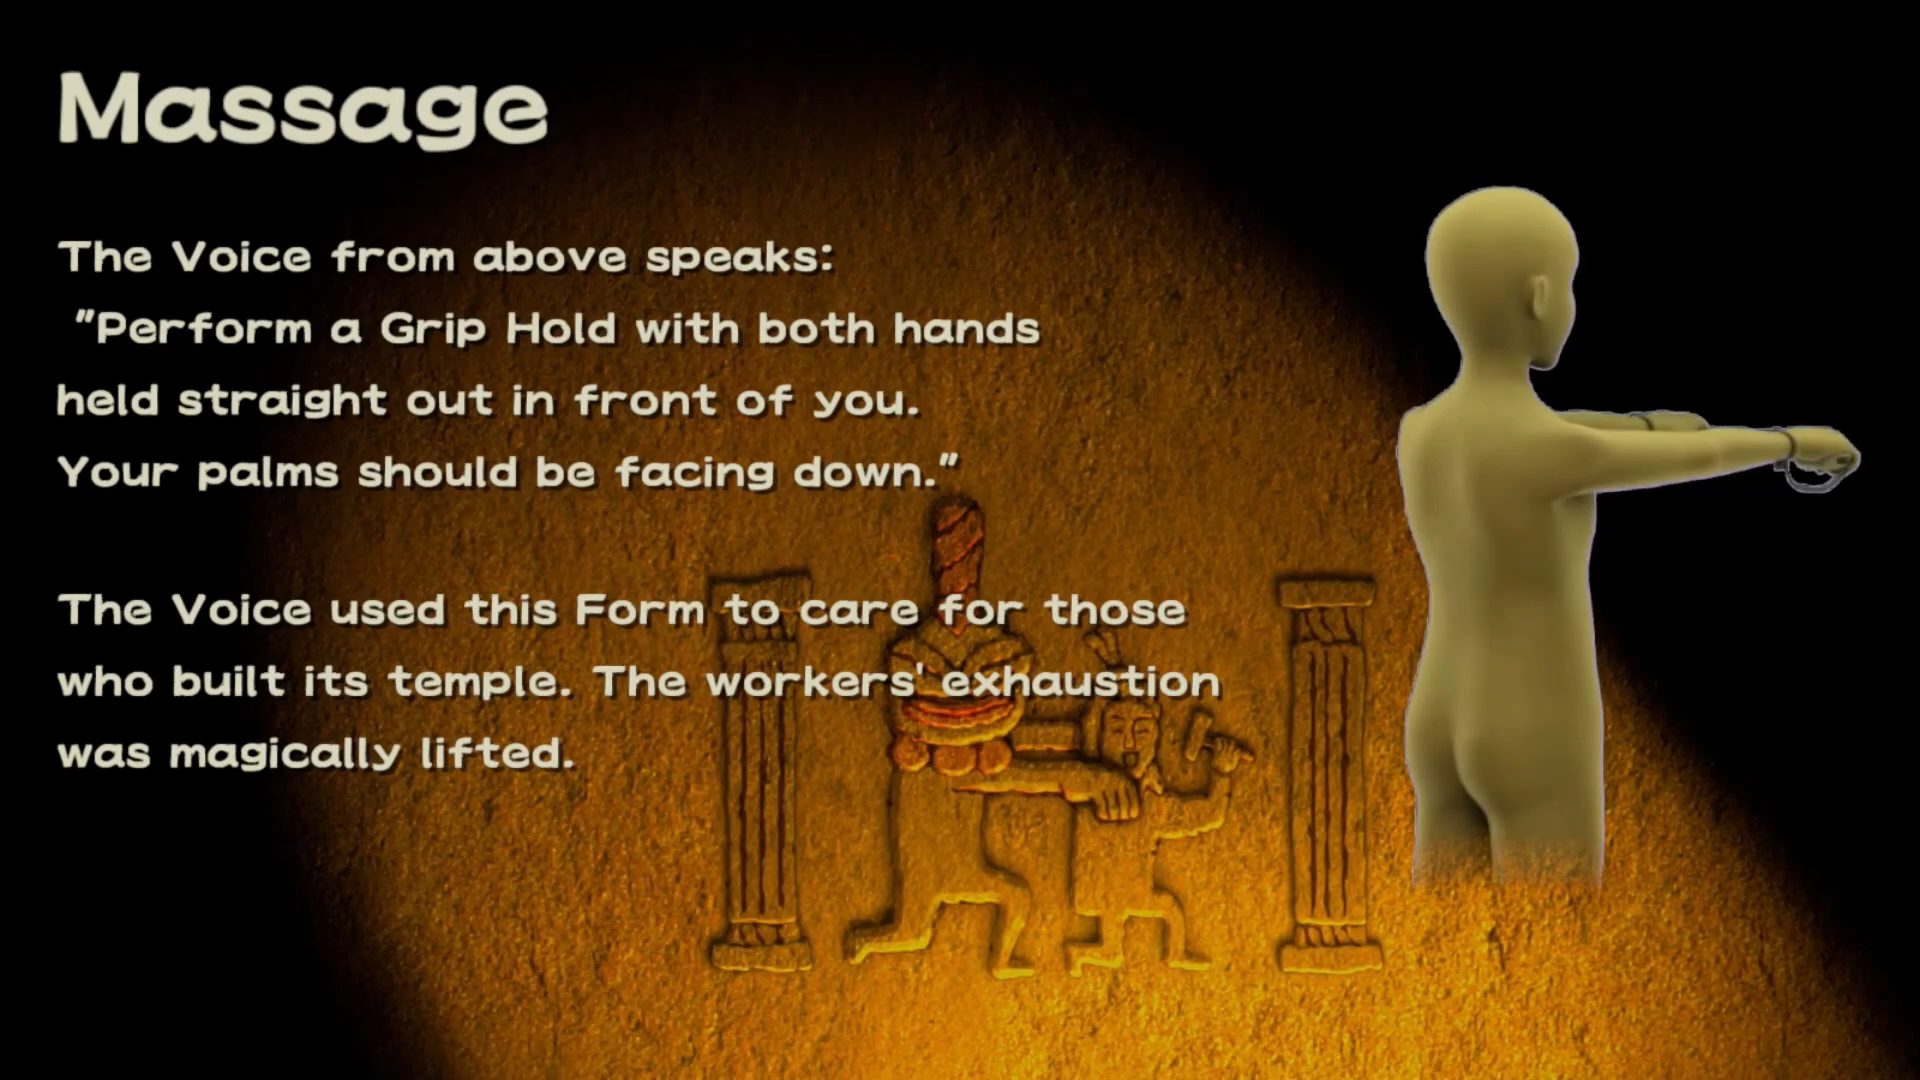 Massage
The Voice from above speaks:
"Perform a Grip Hold with both hands
held straight out in front of you.
Your palms should be facing down."
The Voice used this Form to care for those
who built its temple. The workers' exhaustion
was magically lifted.